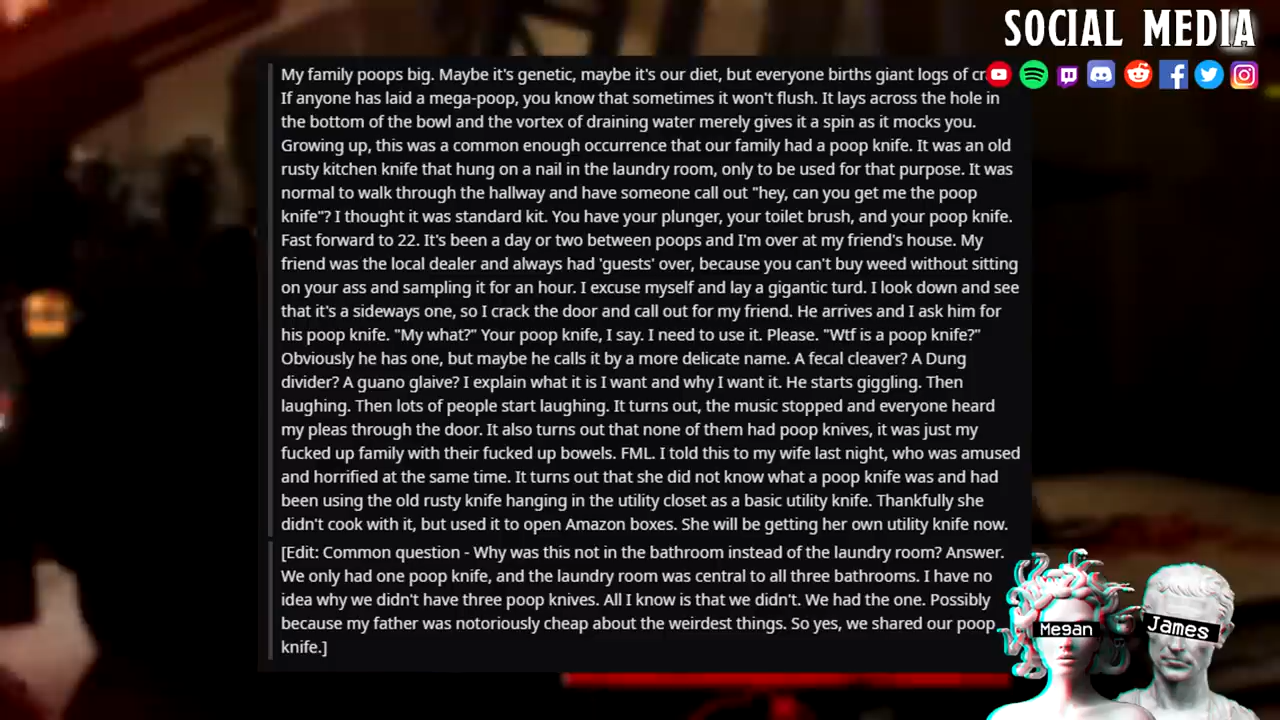 SOCIAL MEDIA
My family poops big. Maybe it's genetic, maybe it's our diet, but everyone births giant logs of
If anyone has laid a mega-poop, you know that sometimes it won't flush. It lays across the hole in
the bottom of the bowl and the vortex of draining water merely gives it a spin as it mocks you.
Growing up, this was a common enough occurrence that our family had a poop knife. It was an old
rusty kitchen knife that hung on a nail in the laundry room, only to be used for that purpose. It was
normal to walk through the hallway and have someone call out "hey, can you get me the poop
knife"? I thought it was standard kit. You have your plunger, your toilet brush, and your poop knife.
Fast forward to 22. It's been a day or two between poops and I'm over at my friend's house. My
friend was the local dealer and always had 'guests' over, because you can't buy weed without sitting
on your ass and sampling it for an hour. I excuse myself and lay a gigantic turd. I look down and see
that it's a sideways one, so I crack the door and call out for my friend. He arrives and I ask him for
his poop knife. "My what?" Your poop knife, I say. I need to use it. Please. "Wtf is a poop knife?"
Obviously he has one, but maybe he calls it by a more delicate name. A fecal cleaver? A Dung
divider? A guano glaive? I explain what it is I want and why I want it. He starts giggling. Then
laughing. Then lots of people start laughing. It turns out, the music stopped and everyone heard
my pleas through the door. It also turns out that none of them had poop knives, it was just my
fucked up family with their fucked up bowels. FML. I told this to my wife last night, who was amused
and horrified at the same time. It turns out that she did not know what a poop knife was and had
been using the old rusty knife hanging in the utility closet as a basic utility knife. Thankfully she
didn't cook with it, but used it to open Amazon boxes. She will be getting her own utility knife now.
[Edit: Common question - Why was this not in the bathroom instead of the laundry room? Answer.
We only had one poop knife, and the laundry room was central to all three bathrooms. I have no
idea why we didn't have three poop knives. All I know is that we didn't. We had the one. Possibly
because my father was notoriously cheap about the weirdest things. So yes, we shared our poop
knife.]
Megan
James